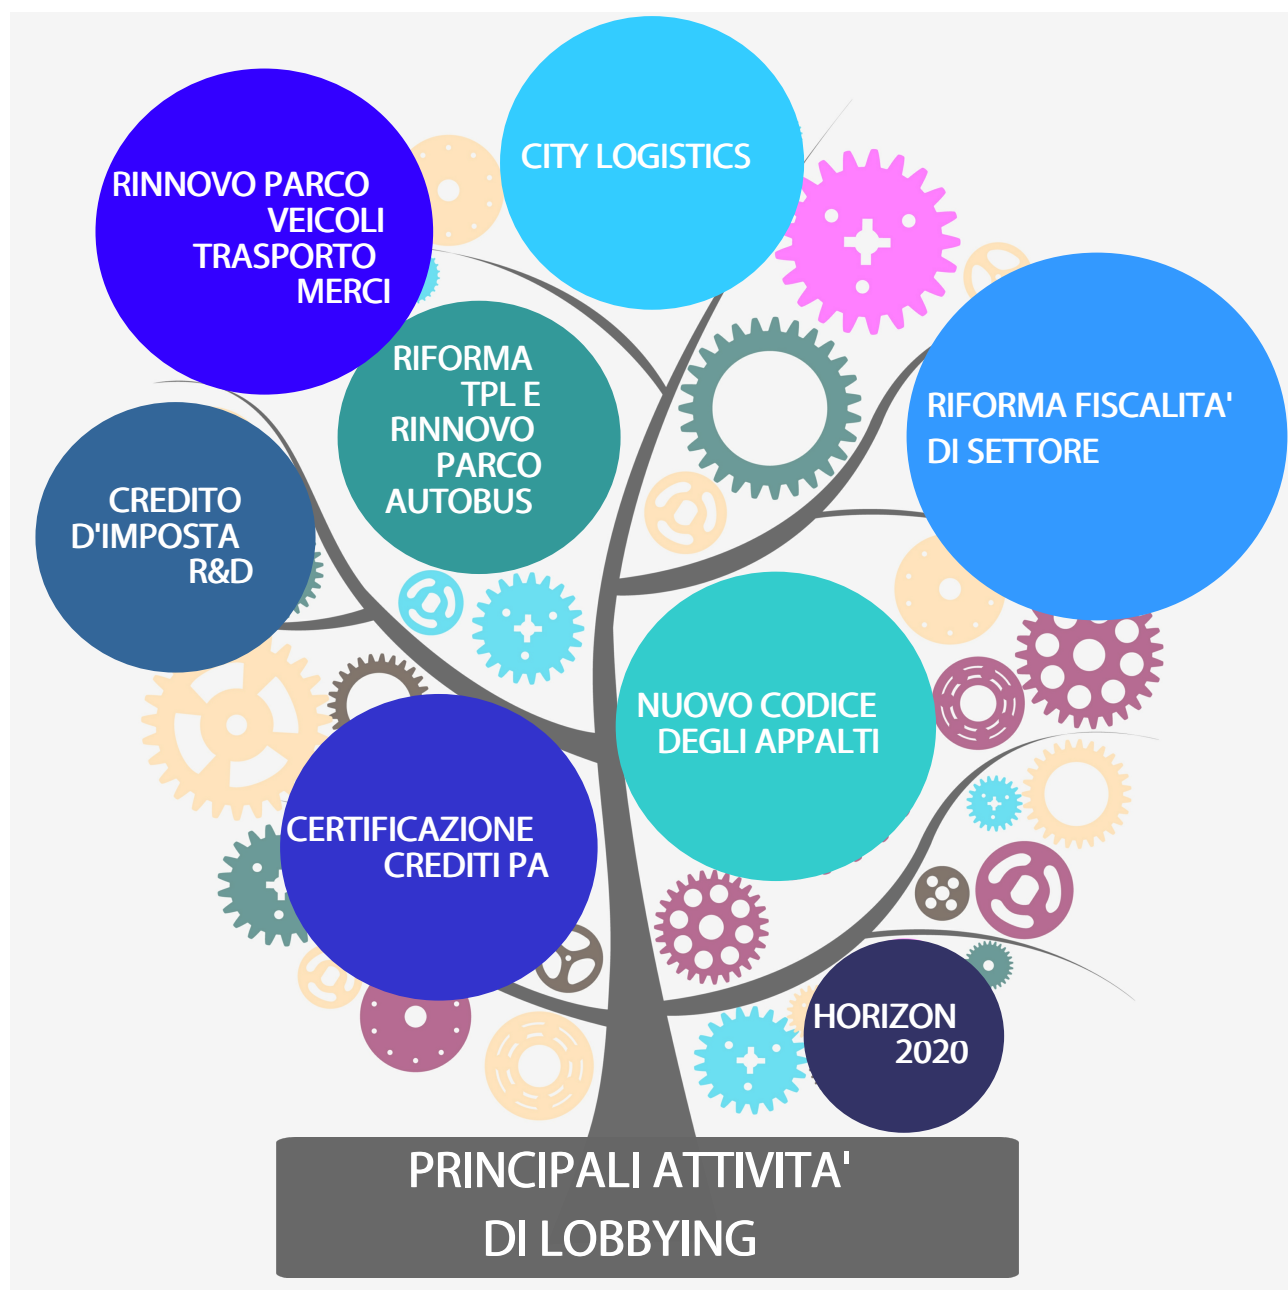 CITY LOGISTICS
RINNOVO PARCO
VEICOLI
TRASPORTO
MERCI
RIFORMA
TPL E
RINNOVO
PARCO
AUTOBUS
RIFORMA FISCALITA'
DI SETTORE
CREDITO
D'IMPOSTA
R&D
NUOVO CODICE
DEGLI APPALTI
CERTIFICAZIONE
CREDITI PA
HORIZON
2020
PRINCIPALI ATTIVITA'
DI LOBBYING